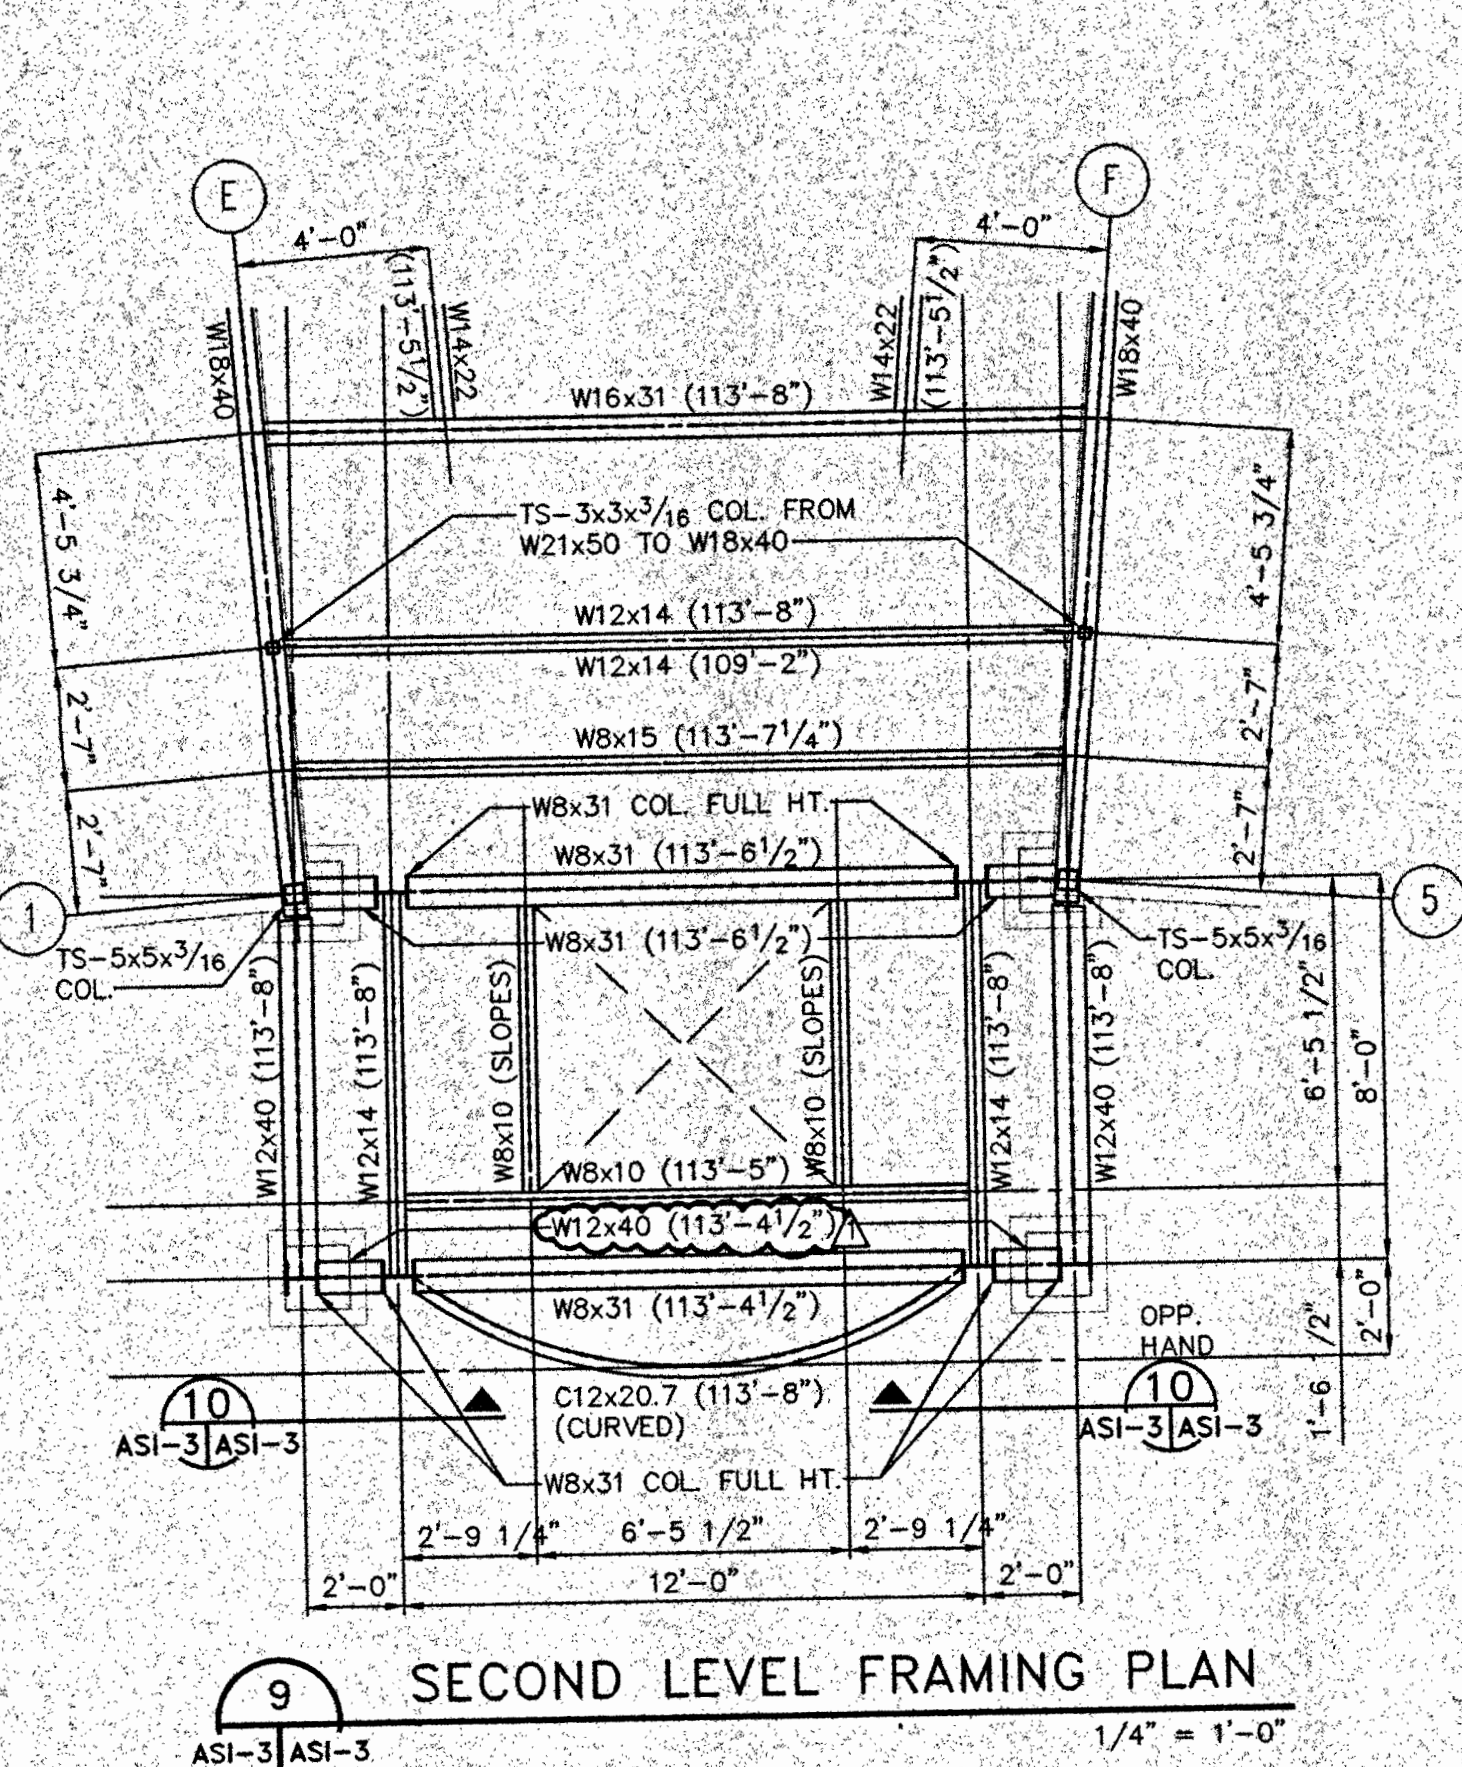 E
F
4'-0"
4'-0"
W18x40
(113'-5 1/2")
W14x22
W14x22
(113'-5 1/2")
W18x40
W16x31 (113'-8")
4'-5 3/4"
4'-5 3/4"
TS-3x3x3/16 COL. FROM
W21x50 TO W18x40
W12x14 (113'-8")
W12x14 (109'-2")
2'-7"
2'-7"
W8x15 (113'-7 1/4")
2'-7"
2'-7"
W8x31 COL. FULL HT.
W8x31 (113'-6 1/2")
1
5
W8x31 (113'-6 1/2")
TS-5x5x3/16
COL.
TS-5x5x3/16
COL.
W12x40 (113'-8")
W12x14 (113'-8")
W8x10 (SLOPES)
W8x10 (SLOPES)
W12x14 (113'-8")
W12x40 (113'-8")
6'-5 1/2"
8'-0"
W8x10 (113'-5")
W12x40 (113'-4 1/2")
1
W8x31 (113'-4 1/2")
OPP.
HAND
1'-6 /2"
2'-0"
C12x20.7 (113'-8")
(CURVED)
10
ASI-3 ASI-3
10
ASI-3 ASI-3
W8x31 COL. FULL HT.
2'-9 1/4"
6'-5 1/2"
2'-9 1/4"
2'-0"
12'-0"
2'-0"
9
SECOND LEVEL FRAMING PLAN
ASI-3 ASI-3
1/4" = 1'-0"